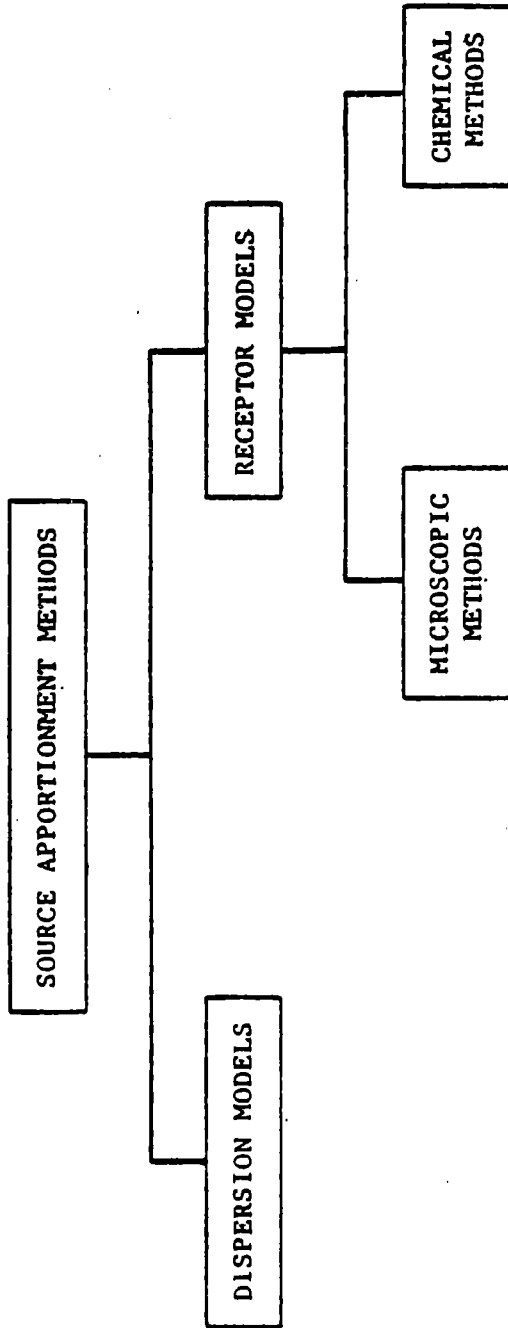 SOURCE APPORTIONMENT METHODS
DISPERSION MODELS
RECEPTOR MODELS
MICROSCOPIC
METHODS
CHEMICAL
METHODS